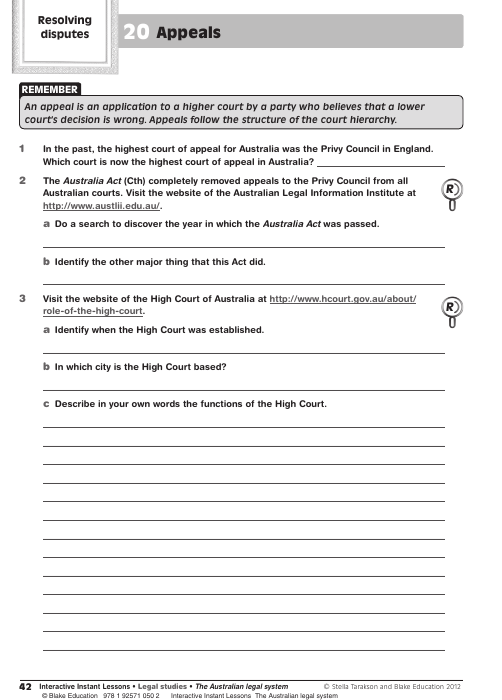 Resolving
disputes
20 Appeals
REMEMBER
An appeal is an application to a higher court by a party who believes that a lower
court's decision is wrong. Appeals follow the structure of the court hierarchy.
1 In the past, the highest court of appeal for Australia was the Privy Council in England.
Which court is now the highest court of appeal in Australia?
2 The Australia Act (Cth) completely removed appeals to the Privy Council from all
Australian courts. Visit the website of the Australian Legal Information Institute at
http://www.austlii.edu.au/.
R
a Do a search to discover the year in which the Australia Act was passed.
b Identify the other major thing that this Act did.
3 Visit the website of the High Court of Australia at http://www.hcourt.gov.au/about/
role-of-the-high-court.
R
a Identify when the High Court was established.
b In which city is the High Court based?
c Describe in your own words the functions of the High Court.
42 Interactive Instant Lessons • Legal studies • The Australian legal system © Stella Tarakson and Blake Education 2012
© Blake Education 978 1 92571 050 2 Interactive Instant Lessons The Australian legal system